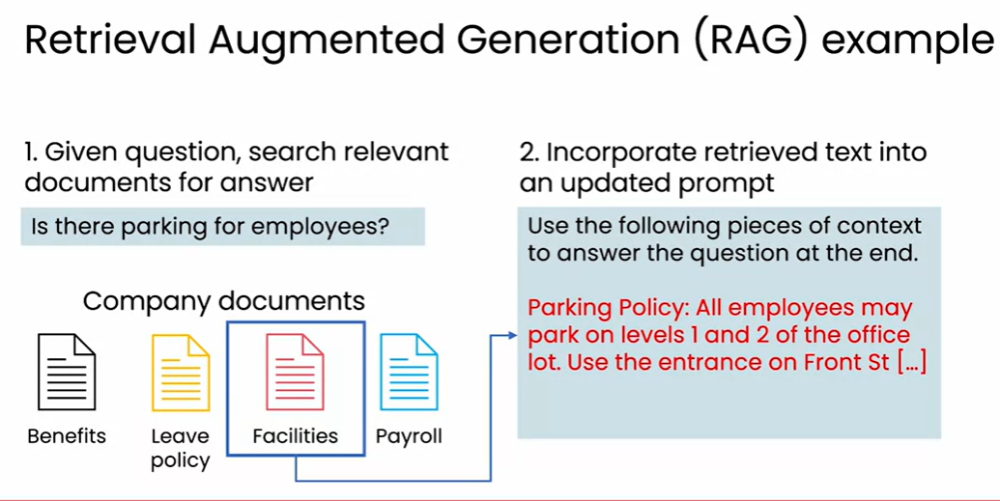 Retrieval Augmented Generation (RAG) example
1. Given question, search relevant
documents for answer
Is there parking for employees?
Company documents
Benefits
Leave
policy
Facilities
Payroll
2. Incorporate retrieved text into
an updated prompt
Use the following pieces of context
to answer the question at the end.
Parking Policy: All employees may
park on levels 1 and 2 of the office
lot. Use the entrance on Front St [...]